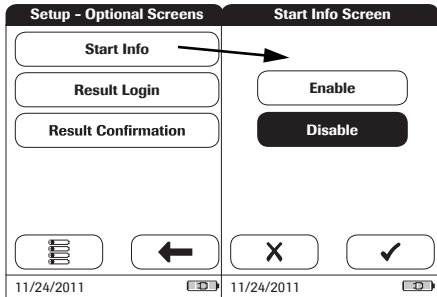 Setup - Optional Screens
Start Info
Result Login
Result Confirmation
11/24/2011
Start Info Screen
Enable
Disable
11/24/2011